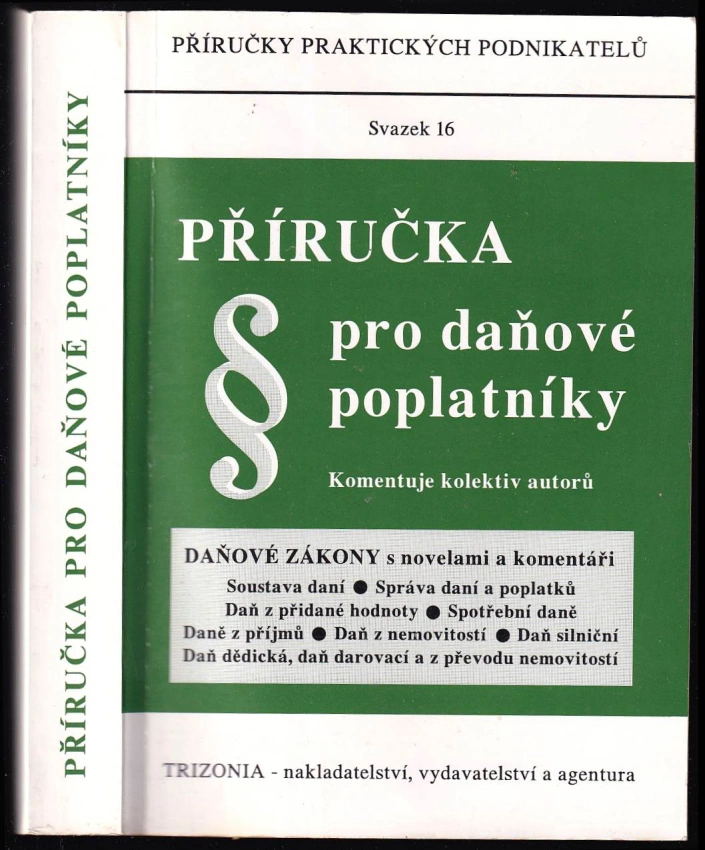 PŘÍRUČKA PRO DAŇOVÉ POPLATNÍKY
PŘÍRUČKY PRAKTICKÝCH PODNIKATELŮ
Svazek 16
PŘÍRUČKA
§
pro daňové
poplatníky
Komentuje kolektiv autorů
DAŇOVÉ ZÁKONY s novelami a komentáři
Soustava daní ● Správa daní a poplatků
Daň z přidané hodnoty ● Spotřební daně
Daně z příjmů ● Daň z nemovitostí ● Daň silniční
Daň dědická, daň darovací a z převodu nemovitostí
TRIZONIA - nakladatelství, vydavatelství a agentura